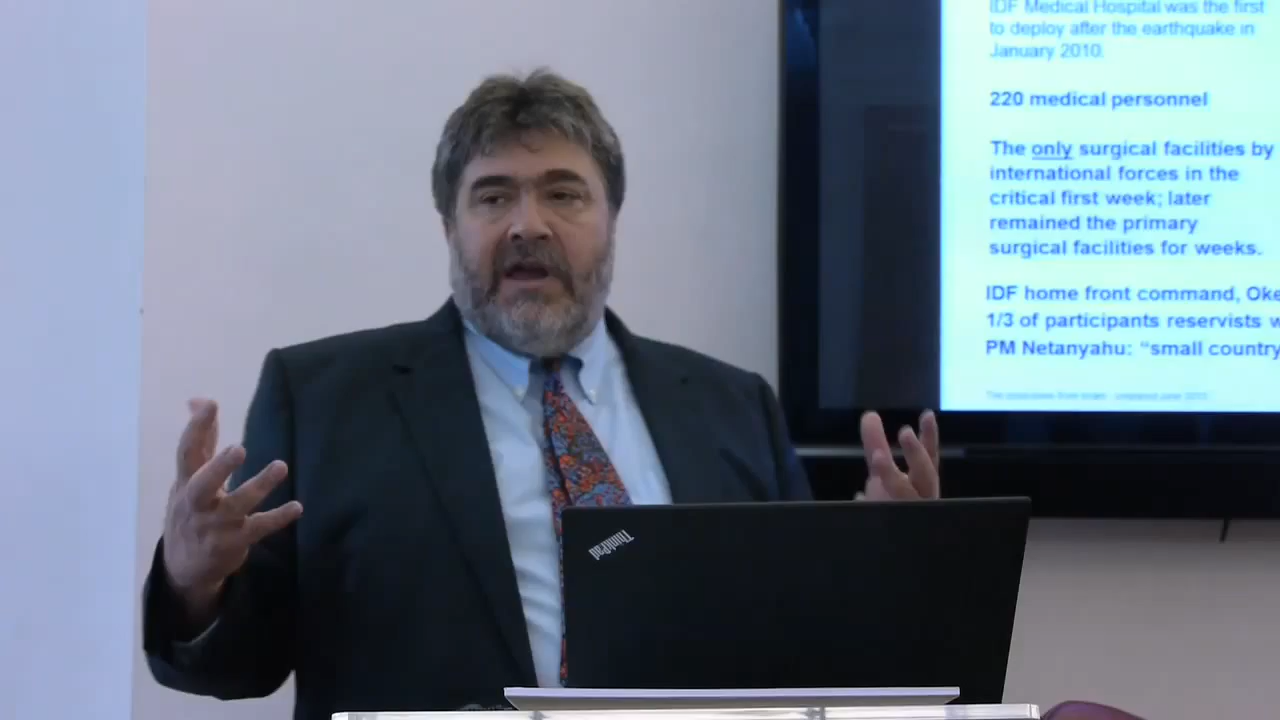 IDF Medical Hospital was the first
to deploy after the earthquake in
January 2010.
220 medical personnel
The only surgical facilities by
international forces in the
critical first week; later
remained the primary
surgical facilities for weeks.
IDF home front command, Oke
1/3 of participants reservists w
PM Netanyahu: “small country
ThinkPad